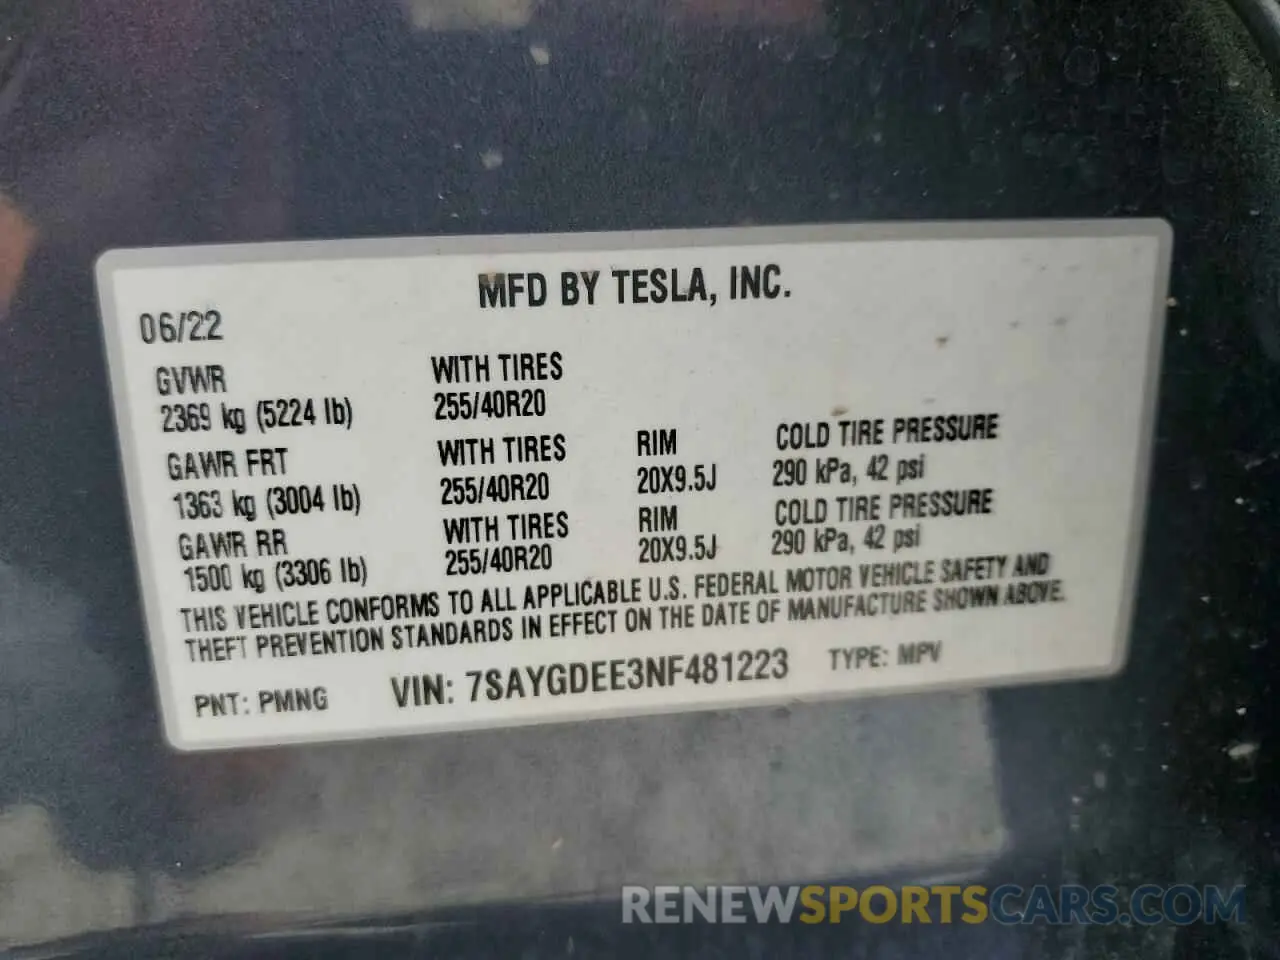 MFD BY TESLA, INC.
06/22
GVWR WITH TIRES
2369 kg (5224 lb) 255/40R20
GAWR FRT WITH TIRES RIM COLD TIRE PRESSURE
1363 kg (3004 lb) 255/40R20 20X9.5J 290 kPa, 42 psi
GAWR RR WITH TIRES RIM COLD TIRE PRESSURE
1500 kg (3306 lb) 255/40R20 20X9.5J 290 kPa, 42 psi
THIS VEHICLE CONFORMS TO ALL APPLICABLE U.S. FEDERAL MOTOR VEHICLE SAFETY AND
THEFT PREVENTION STANDARDS IN EFFECT ON THE DATE OF MANUFACTURE SHOWN ABOVE.
PNT: PMNG VIN: 7SAYGDEE3NF481223 TYPE: MPV
RENEWSPORTSCARS.COM